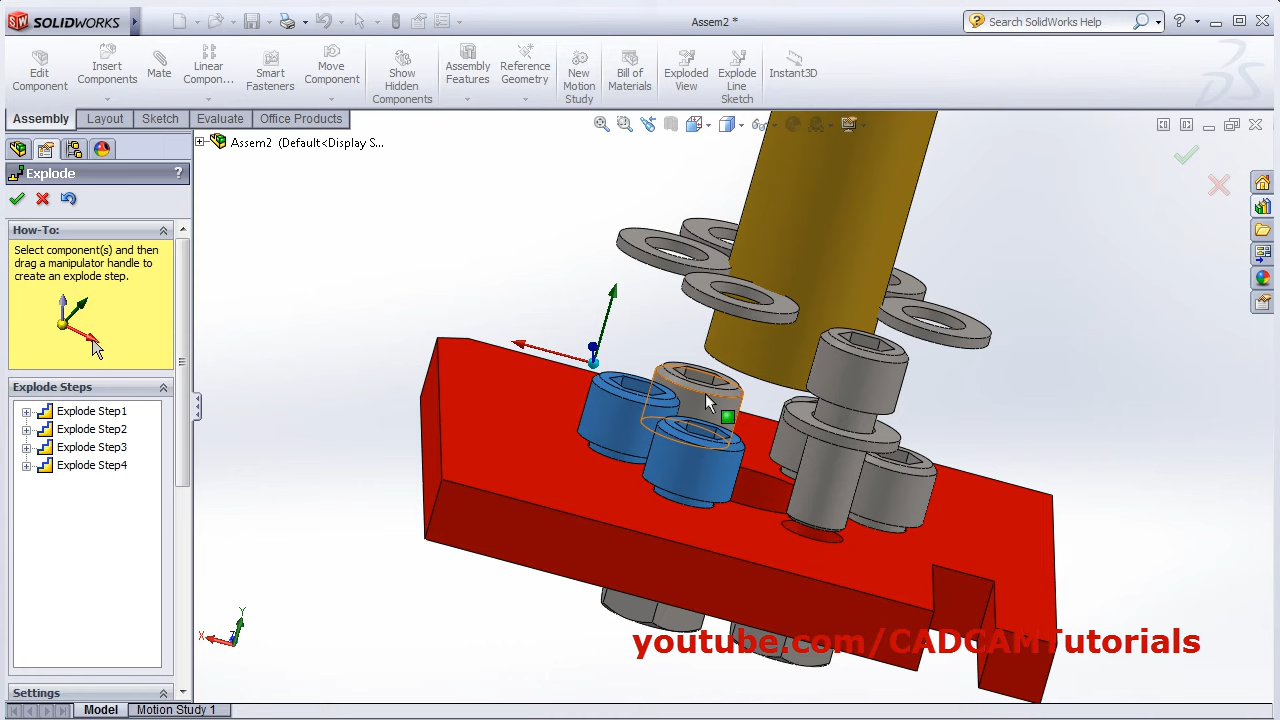 SOLIDWORKS
Assem2 *
Search SolidWorks Help
Edit Component
Insert Components
Mate
Linear Compon...
Smart Fasteners
Move Component
Show Hidden Components
Assembly Features
Reference Geometry
New Motion Study
Bill of Materials
Exploded View
Explode Line Sketch
Instant3D
Assembly
Layout
Sketch
Evaluate
Office Products
Assem2 (Default<Display S...
Explode
?
How-To:
Select component(s) and then
drag a manipulator handle to
create an explode step.
Explode Steps
Explode Step1
Explode Step2
Explode Step3
Explode Step4
Y
X
youtube.com/CADCAMTutorials
Settings
Model
Motion Study 1